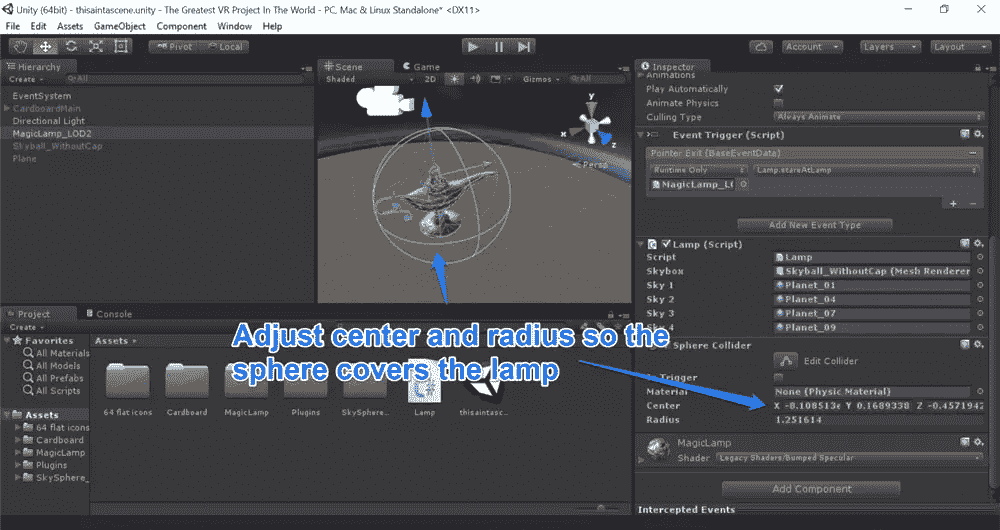 Unity (64bit) - thisaintascene.unity - The Greatest VR Project In The World - PC, Mac & Linux Standalone* <DX11>
File Edit Assets GameObject Component Window Help
Pivot Local
Account Layers Layout
Hierarchy
Create All
EventSystem
CardboardMain
Directional Light
MagicLamp_LOD2
Skyball_WithoutCap
Plane
Scene Game
Shaded 2D Gizmos All
y
x
z
Persp
Inspector
Animations
Play Automatically
Animate Physics
Culling Type Always Animate
Event Trigger (Script)
Pointer Exit (BaseEventData)
Runtime Only Lamp.stareAtLamp
MagicLamp_LO
Add New Event Type
Lamp (Script)
Script Lamp
Skybox Skyball_WithoutCap (Mesh Renderer
Sky 1 Planet_01
Sky 2 Planet_04
Sky 3 Planet_07
Sky 4 Planet_09
Sphere Collider
Edit Collider
Is Trigger
Material None (Physic Material)
Center X -8.108513e Y 0.1689338 Z -0.4571942
Radius 1.251614
MagicLamp
Shader Legacy Shaders/Bumped Specular
Add Component
Intercepted Events
Project Console
Create
Favorites
All Materials
All Models
All Prefabs
All Scripts
Assets
64 flat icons
Cardboard
MagicLamp
Plugins
SkySphere_
Assets
64 flat icons Cardboard MagicLamp Plugins SkySphere... Lamp thisaintasc...
Adjust center and radius so the
sphere covers the lamp